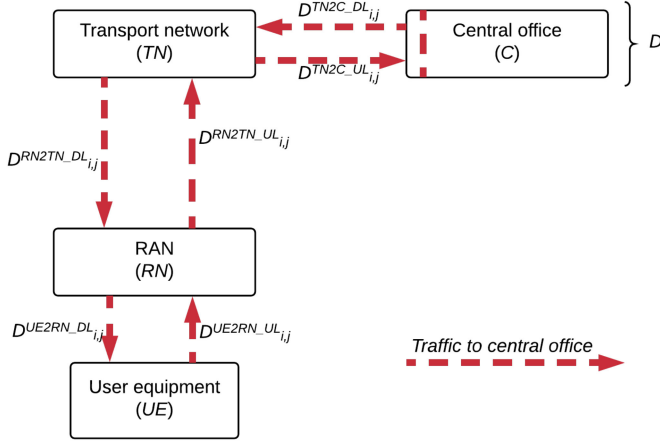 D^TN2C_DL_i,j
Transport network
(TN)
Central office
(C)
D
D^TN2C_UL_i,j
D^RN2TN_UL_i,j
D^RN2TN_DL_i,j
RAN
(RN)
D^UE2RN_DL_i,j
D^UE2RN_UL_i,j
Traffic to central office
User equipment
(UE)